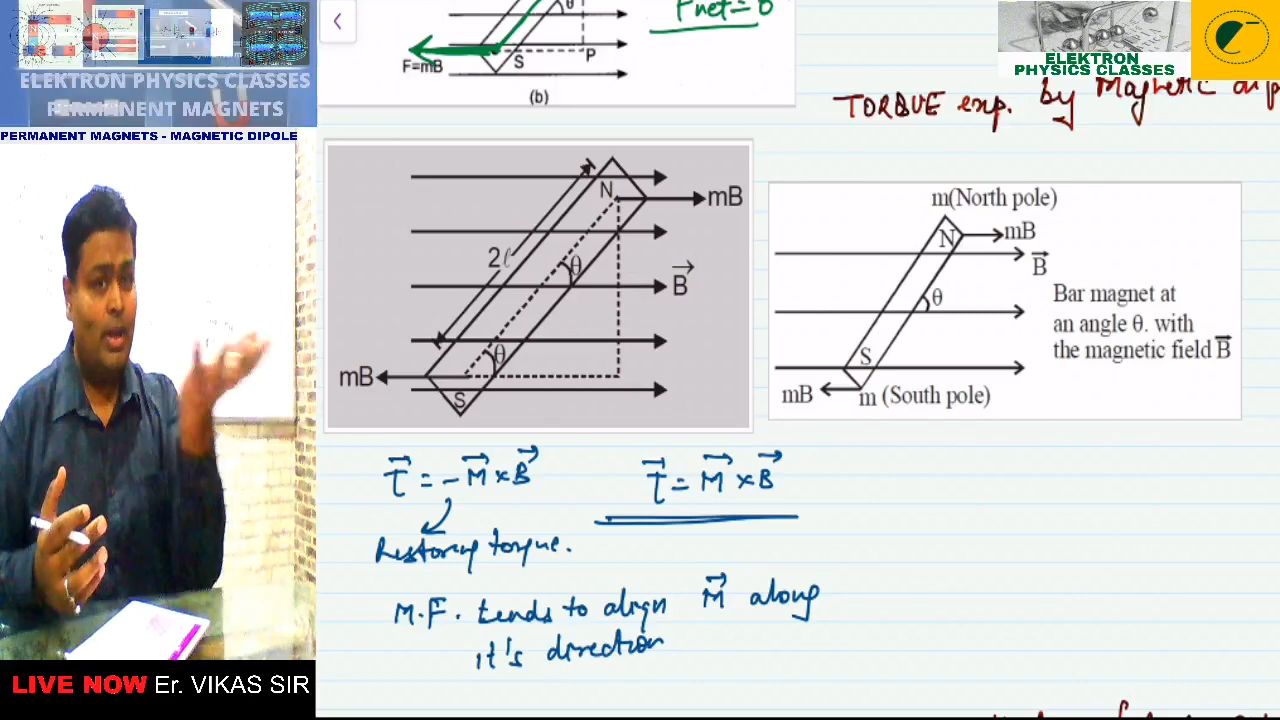 ELEKTRON PHYSICS CLASSES
PERMANENT MAGNETS
PERMANENT MAGNETS - MAGNETIC DIPOLE
θ
F=mB
S
P
(b)
Fnet = 0
ELEKTRON
PHYSICS CLASSES
TORQUE exp. by Magnetic
N
mB
2ℓ
θ
B
θ
mB
S
m(North pole)
N
mB
B
θ
Bar magnet at
an angle θ. with
the magnetic field B
S
mB
m (South pole)
τ = - M × B
τ = M × B
Restoring torque.
M.F. tends to align M along
it's direction
LIVE NOW Er. VIKAS SIR